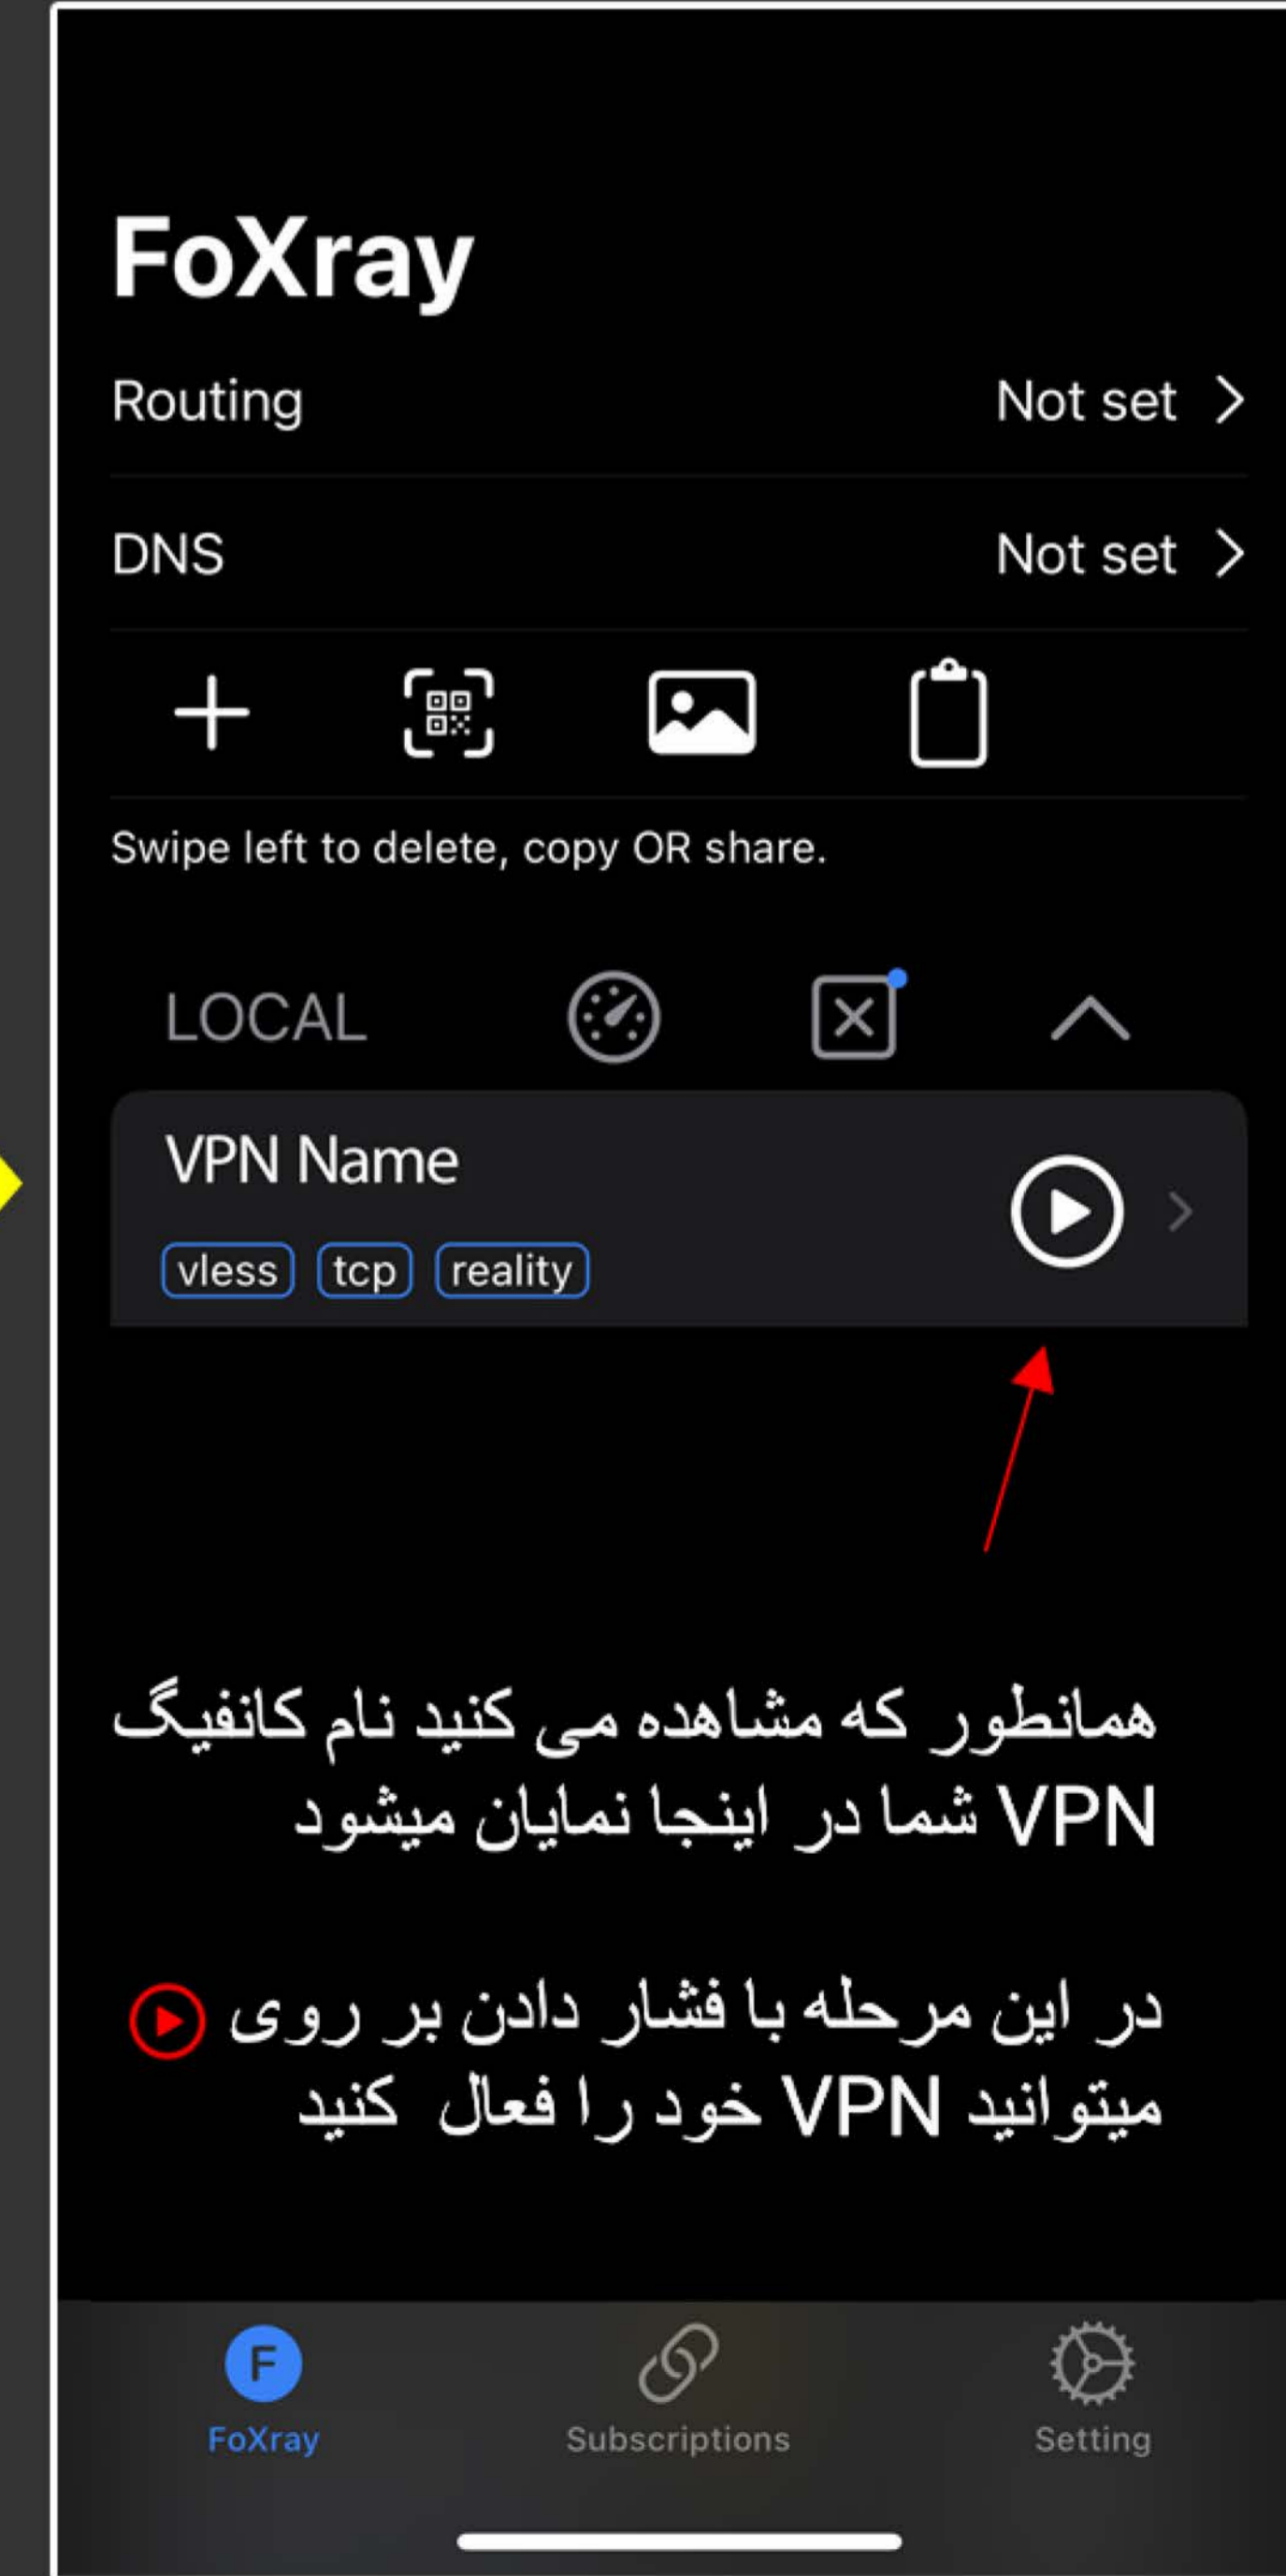 FoXray
Routing Not set
DNS Not set
Swipe left to delete, copy OR share.
LOCAL
VPN Name
vless tcp reality
همانطور که مشاهده می کنید نام کانفیگ
VPN شما در اینجا نمایان میشود
در این مرحله با فشار دادن بر روی
میتوانید VPN خود را فعال کنید
F
FoXray Subscriptions Setting